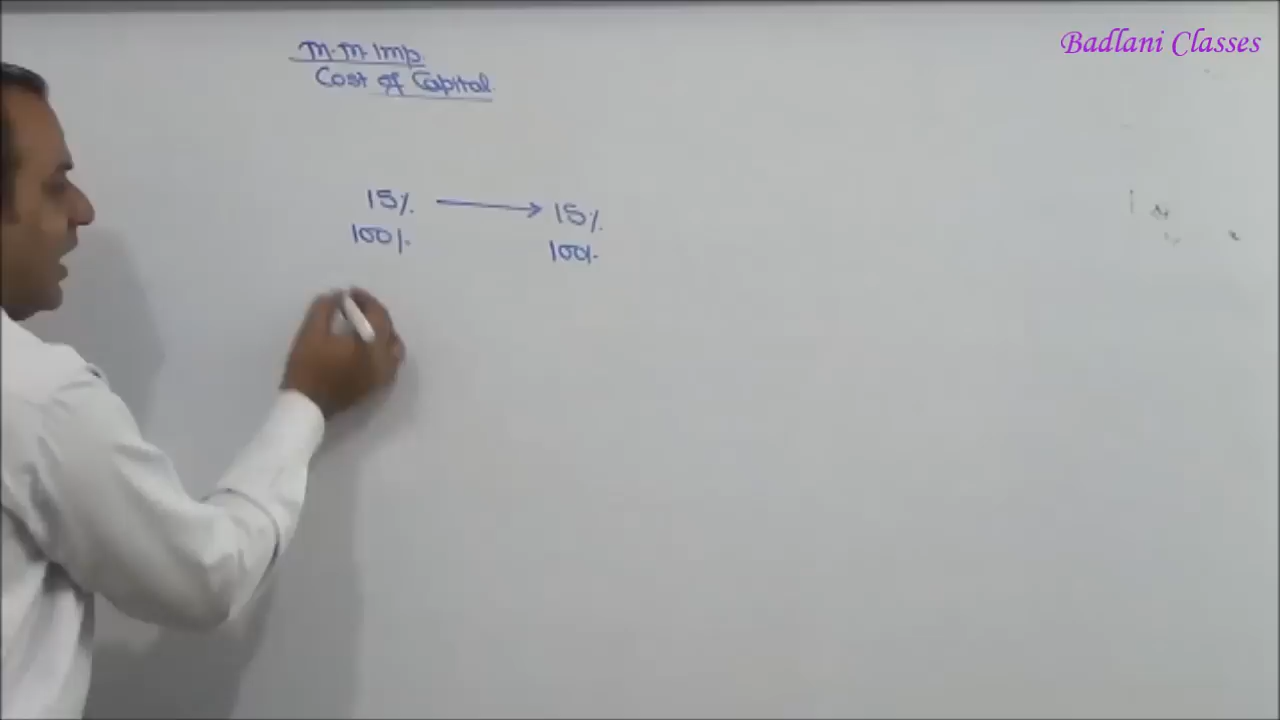 Badlani Classes
M.M.Imp.
Cost of Capital
15% → 15%
100% 100%